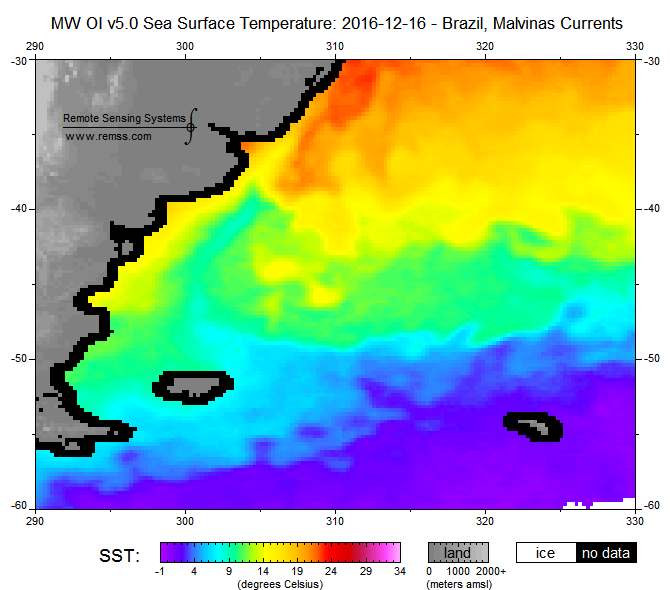 MW OI v5.0 Sea Surface Temperature: 2016-12-16 - Brazil, Malvinas Currents
290 300 310 320 330
-30 -30
Remote Sensing Systems
www.remss.com
-40 -40
-50 -50
-60 -60
290 300 310 320 330
SST: land ice no data
-1 4 9 14 19 24 29 34 0 1000 2000+
(degrees Celsius) (meters amsl)